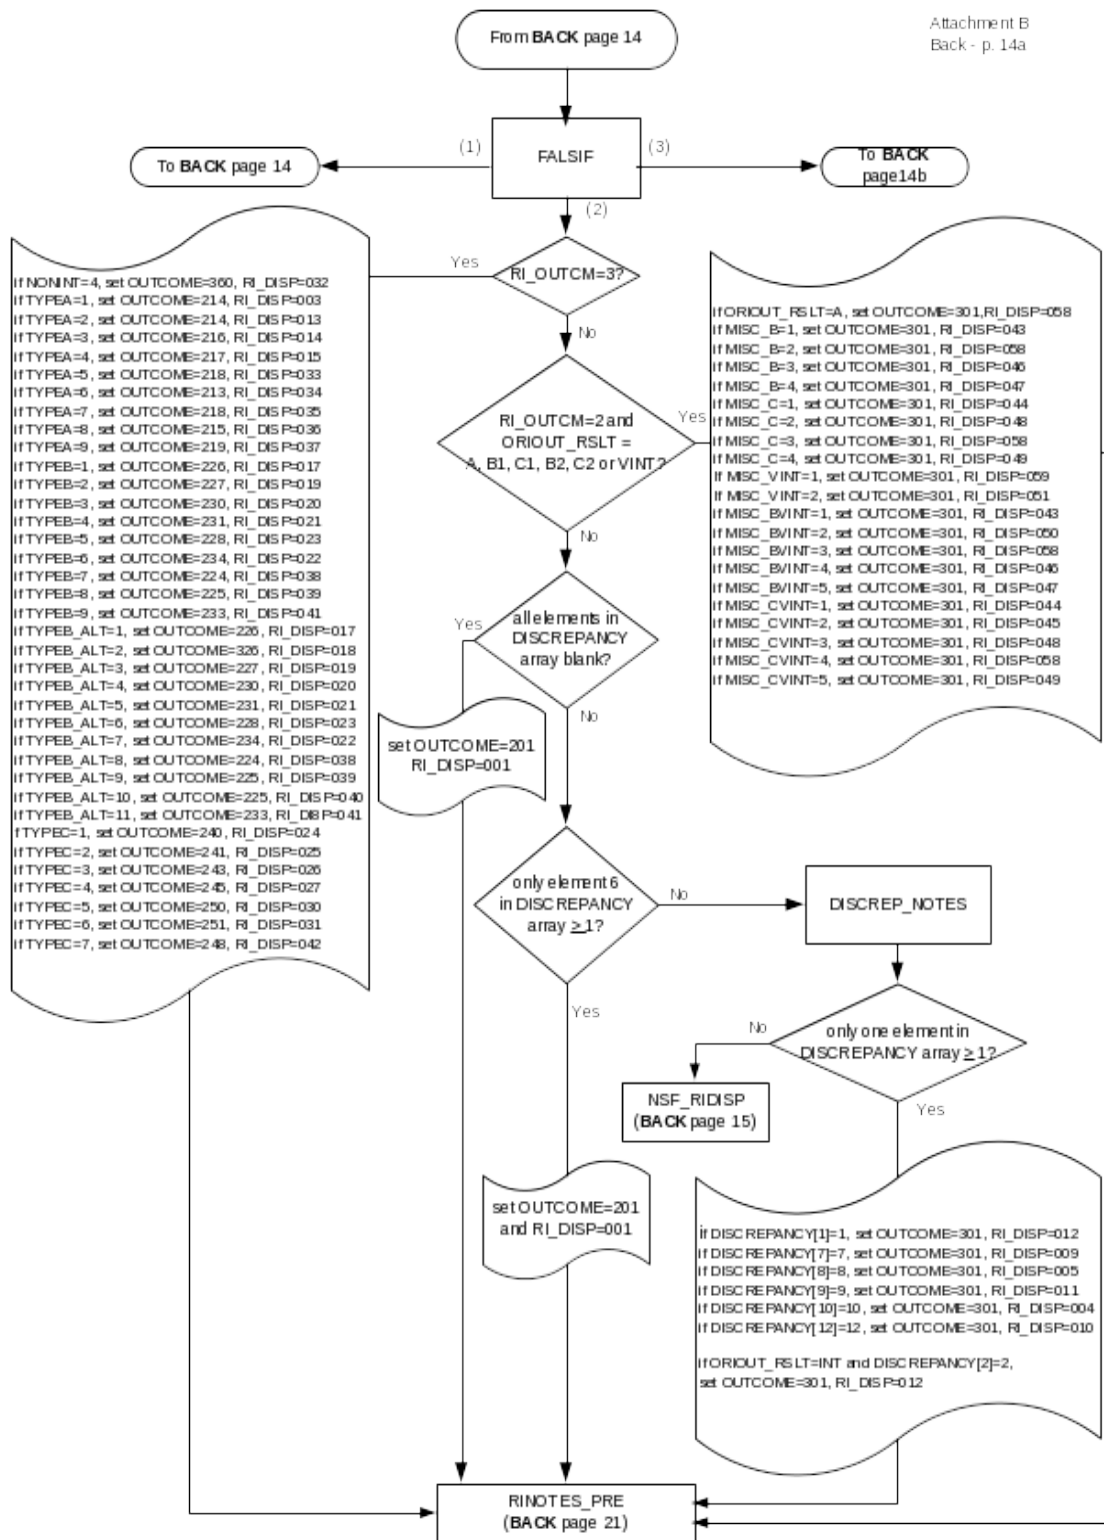 Attachment B
Back - p. 14a
From BACK page 14
(1)
FALSIF
(3)
To BACK page 14
To BACK
page14b
(2)
Yes
RI_OUTCM=3?
No
if NONINT=4, set OUTCOME=360, RI_DISP=032
if TYPEA=1, set OUTCOME=214, RI_DISP=003
if TYPEA=2, set OUTCOME=214, RI_DISP=013
if TYPEA=3, set OUTCOME=216, RI_DISP=014
if TYPEA=4, set OUTCOME=217, RI_DISP=015
if TYPEA=5, set OUTCOME=218, RI_DISP=033
if TYPEA=6, set OUTCOME=213, RI_DISP=034
if TYPEA=7, set OUTCOME=218, RI_DISP=035
if TYPEA=8, set OUTCOME=215, RI_DISP=036
if TYPEA=9, set OUTCOME=219, RI_DISP=037
if TYPEB=1, set OUTCOME=226, RI_DISP=017
if TYPEB=2, set OUTCOME=227, RI_DISP=019
if TYPEB=3, set OUTCOME=230, RI_DISP=020
if TYPEB=4, set OUTCOME=231, RI_DISP=021
if TYPEB=5, set OUTCOME=228, RI_DISP=023
if TYPEB=6, set OUTCOME=234, RI_DISP=022
if TYPEB=7, set OUTCOME=224, RI_DISP=038
if TYPEB=8, set OUTCOME=225, RI_DISP=039
if TYPEB=9, set OUTCOME=233, RI_DISP=041
if TYPEB_ALT=1, set OUTCOME=226, RI_DISP=017
if TYPEB_ALT=2, set OUTCOME=326, RI_DISP=018
if TYPEB_ALT=3, set OUTCOME=227, RI_DISP=019
if TYPEB_ALT=4, set OUTCOME=230, RI_DISP=020
if TYPEB_ALT=5, set OUTCOME=231, RI_DISP=021
if TYPEB_ALT=6, set OUTCOME=228, RI_DISP=023
if TYPEB_ALT=7, set OUTCOME=234, RI_DISP=022
if TYPEB_ALT=8, set OUTCOME=224, RI_DISP=038
if TYPEB_ALT=9, set OUTCOME=225, RI_DISP=039
if TYPEB_ALT=10, set OUTCOME=225, RI_DISP=040
if TYPEB_ALT=11, set OUTCOME=233, RI_DISP=041
if TYPEC=1, set OUTCOME=240, RI_DISP=024
if TYPEC=2, set OUTCOME=241, RI_DISP=025
if TYPEC=3, set OUTCOME=243, RI_DISP=026
if TYPEC=4, set OUTCOME=245, RI_DISP=027
if TYPEC=5, set OUTCOME=250, RI_DISP=030
if TYPEC=6, set OUTCOME=251, RI_DISP=031
if TYPEC=7, set OUTCOME=248, RI_DISP=042
RI_OUTCM=2 and
ORIOUT_RSLT =
A, B1, C1, B2, C2 or VINT?
Yes
No
if ORIOUT_RSLT=A, set OUTCOME=301,RI_DISP=058
if MISC_B=1, set OUTCOME=301, RI_DISP=043
if MISC_B=2, set OUTCOME=301, RI_DISP=058
if MISC_B=3, set OUTCOME=301, RI_DISP=046
if MISC_B=4, set OUTCOME=301, RI_DISP=047
if MISC_C=1, set OUTCOME=301, RI_DISP=044
if MISC_C=2, set OUTCOME=301, RI_DISP=048
if MISC_C=3, set OUTCOME=301, RI_DISP=058
if MISC_C=4, set OUTCOME=301, RI_DISP=049
If MISC_VINT=1, set OUTCOME=301, RI_DISP=059
if MISC_VINT=2, set OUTCOME=301, RI_DISP=051
if MISC_BVINT=1, set OUTCOME=301, RI_DISP=043
if MISC_BVINT=2, set OUTCOME=301, RI_DISP=050
if MISC_BVINT=3, set OUTCOME=301, RI_DISP=058
if MISC_BVINT=4, set OUTCOME=301, RI_DISP=046
if MISC_BVINT=5, set OUTCOME=301, RI_DISP=047
if MISC_CVINT=1, set OUTCOME=301, RI_DISP=044
if MISC_CVINT=2, set OUTCOME=301, RI_DISP=045
if MISC_CVINT=3, set OUTCOME=301, RI_DISP=048
if MISC_CVINT=4, set OUTCOME=301, RI_DISP=058
if MISC_CVINT=5, set OUTCOME=301, RI_DISP=049
Yes
all elements in
DISCREPANCY
array blank?
No
set OUTCOME=201
RI_DISP=001
only element 6
in DISCREPANCY
array ≥ 1?
No
DISCREP_NOTES
Yes
No
only one element in
DISCREPANCY array ≥ 1?
Yes
NSF_RIDISP
(BACK page 15)
set OUTCOME=201
and RI_DISP=001
if DISCREPANCY[1]=1, set OUTCOME=301, RI_DISP=012
if DISCREPANCY[7]=7, set OUTCOME=301, RI_DISP=009
if DISCREPANCY[8]=8, set OUTCOME=301, RI_DISP=005
if DISCREPANCY[9]=9, set OUTCOME=301, RI_DISP=011
if DISCREPANCY[10]=10, set OUTCOME=301, RI_DISP=004
if DISCREPANCY[12]=12, set OUTCOME=301, RI_DISP=010
if ORIOUT_RSLT=INT and DISCREPANCY[2]=2,
set OUTCOME=301, RI_DISP=012
RINOTES_PRE
(BACK page 21)